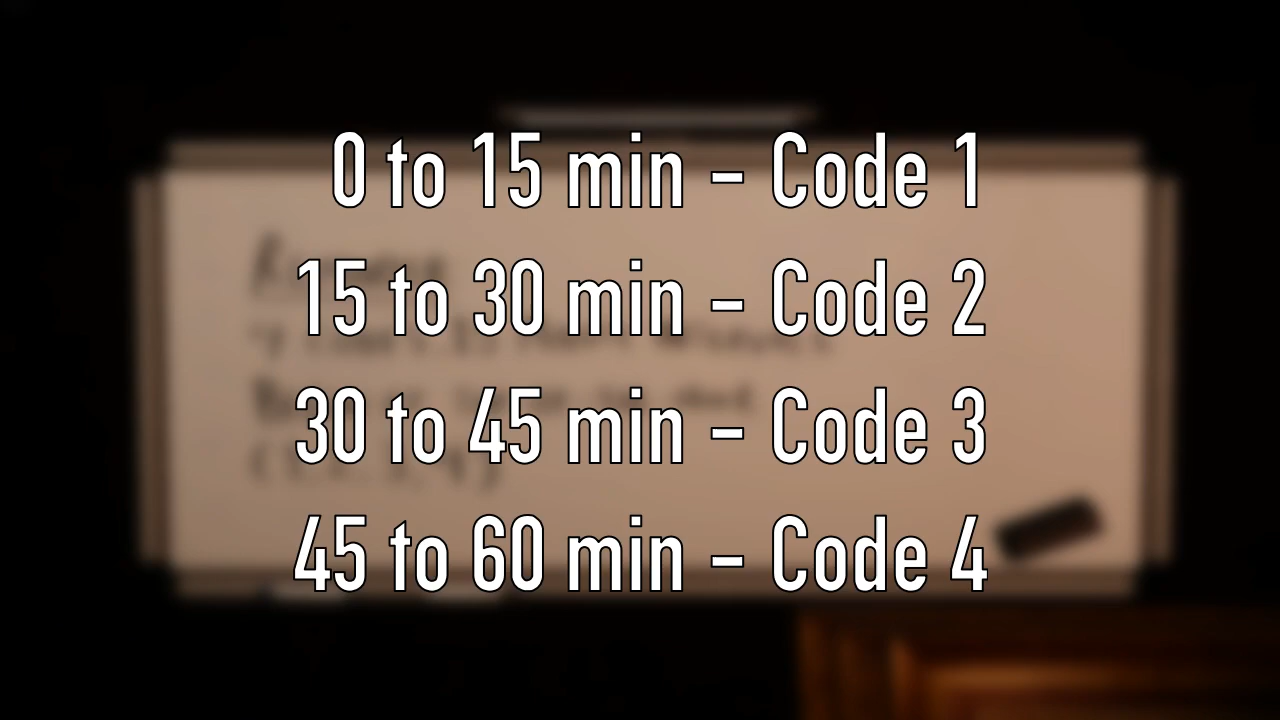 0 to 15 min – Code 1
15 to 30 min – Code 2
30 to 45 min – Code 3
45 to 60 min – Code 4